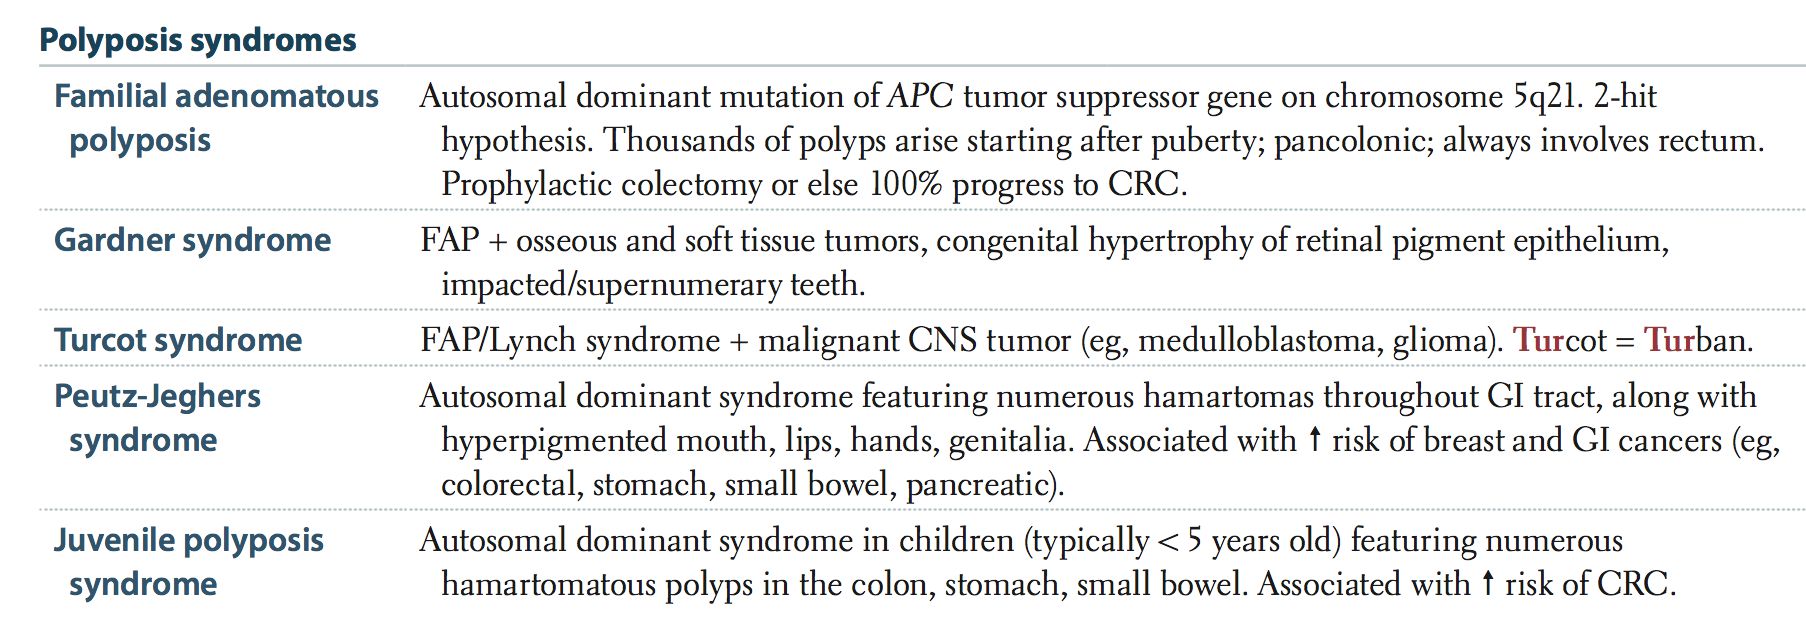 Polyposis syndromes
Familial adenomatous
polyposis
Autosomal dominant mutation of APC tumor suppressor gene on chromosome 5q21. 2-hit
hypothesis. Thousands of polyps arise starting after puberty; pancolonic; always involves rectum.
Prophylactic colectomy or else 100% progress to CRC.
Gardner syndrome
FAP + osseous and soft tissue tumors, congenital hypertrophy of retinal pigment epithelium,
impacted/supernumerary teeth.
Turcot syndrome
FAP/Lynch syndrome + malignant CNS tumor (eg, medulloblastoma, glioma). Turcot = Turban.
Peutz-Jeghers
syndrome
Autosomal dominant syndrome featuring numerous hamartomas throughout GI tract, along with
hyperpigmented mouth, lips, hands, genitalia. Associated with ↑ risk of breast and GI cancers (eg,
colorectal, stomach, small bowel, pancreatic).
Juvenile polyposis
syndrome
Autosomal dominant syndrome in children (typically < 5 years old) featuring numerous
hamartomatous polyps in the colon, stomach, small bowel. Associated with ↑ risk of CRC.